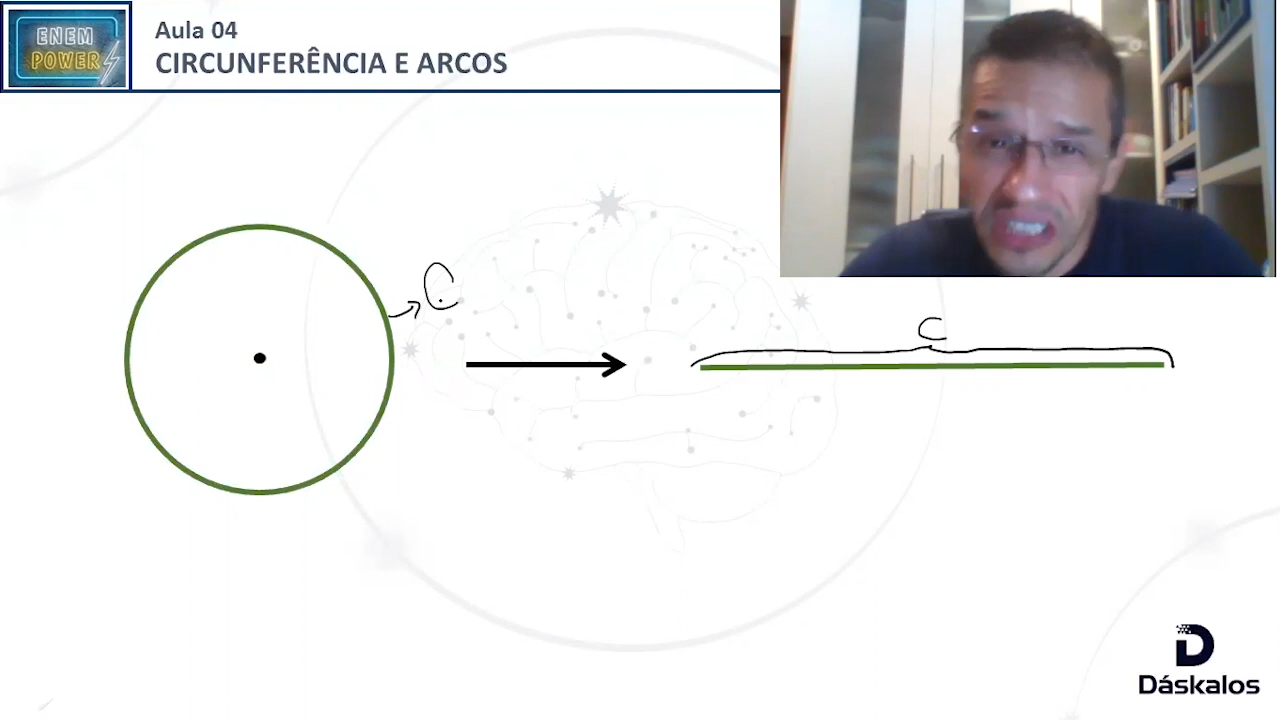 ENEM
POWER
Aula 04
CIRCUNFERÊNCIA E ARCOS
C
C
Dáskalos